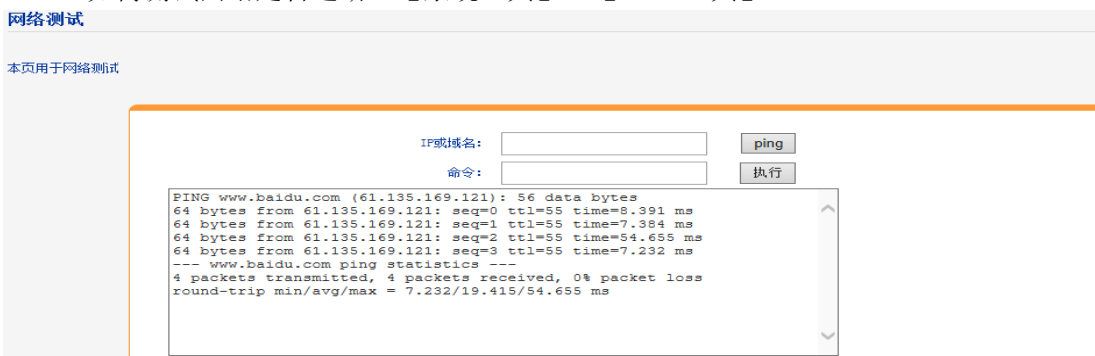 网络测试
本页用于网络测试
IP或域名:
ping
命令:
执行
PING www.baidu.com (61.135.169.121): 56 data bytes
64 bytes from 61.135.169.121: seq=0 ttl=55 time=8.391 ms
64 bytes from 61.135.169.121: seq=1 ttl=55 time=7.384 ms
64 bytes from 61.135.169.121: seq=2 ttl=55 time=54.655 ms
64 bytes from 61.135.169.121: seq=3 ttl=55 time=7.232 ms
--- www.baidu.com ping statistics ---
4 packets transmitted, 4 packets received, 0% packet loss
round-trip min/avg/max = 7.232/19.415/54.655 ms